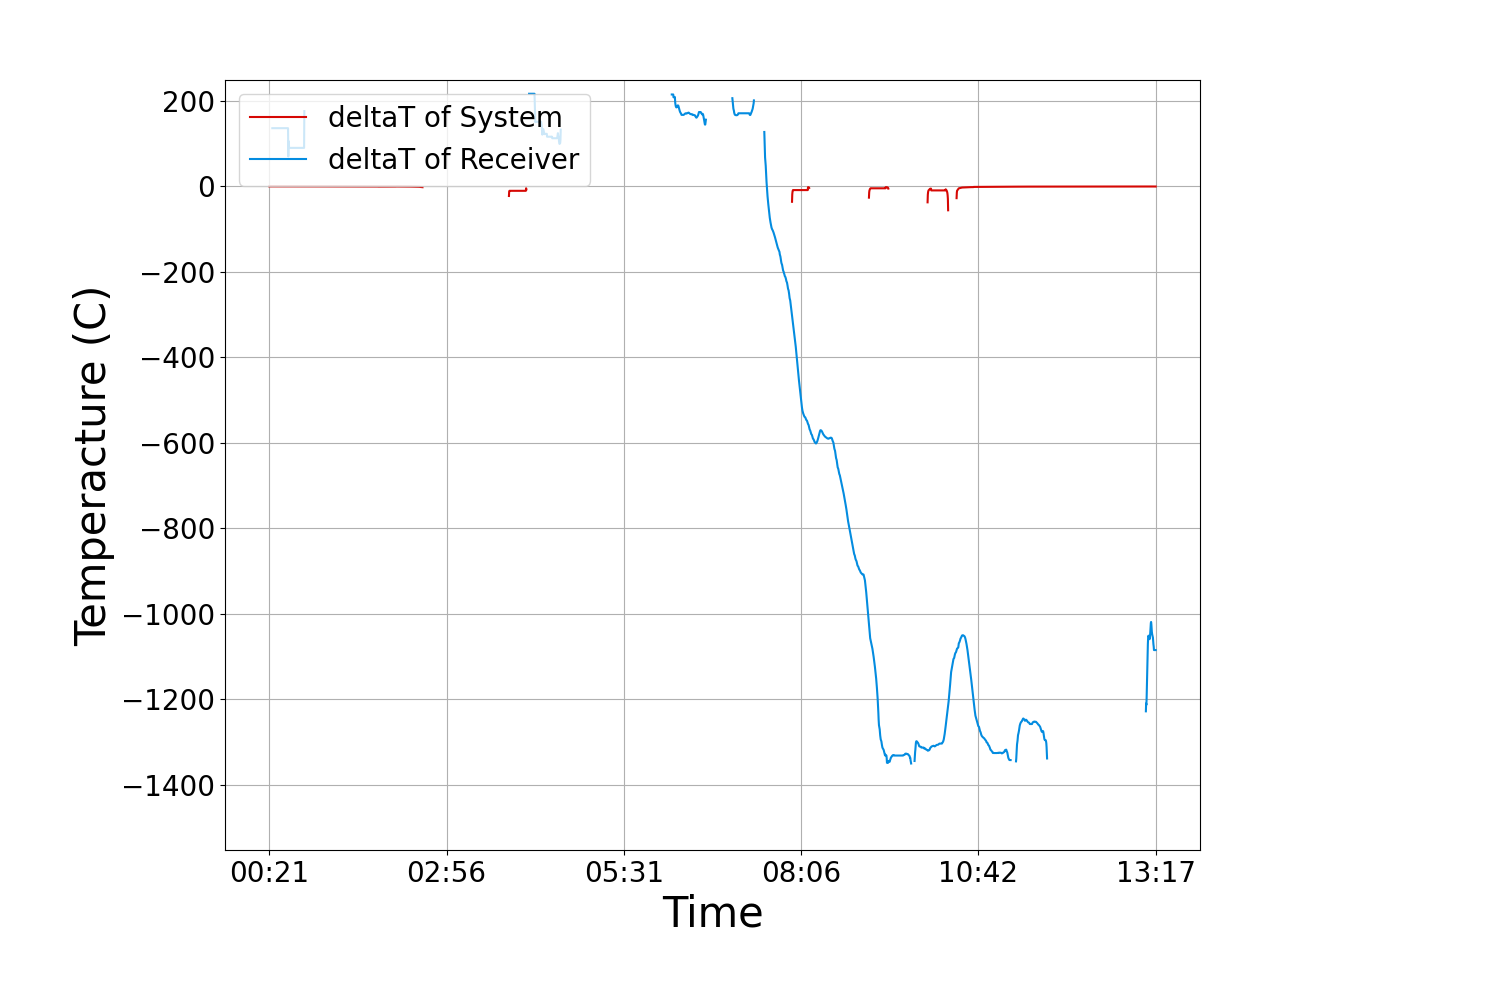 deltaT of System
deltaT of Receiver
200
0
−200
−400
−600
−800
−1000
−1200
−1400
Temperacture (C)
00:21 02:56 05:31 08:06 10:42 13:17
Time